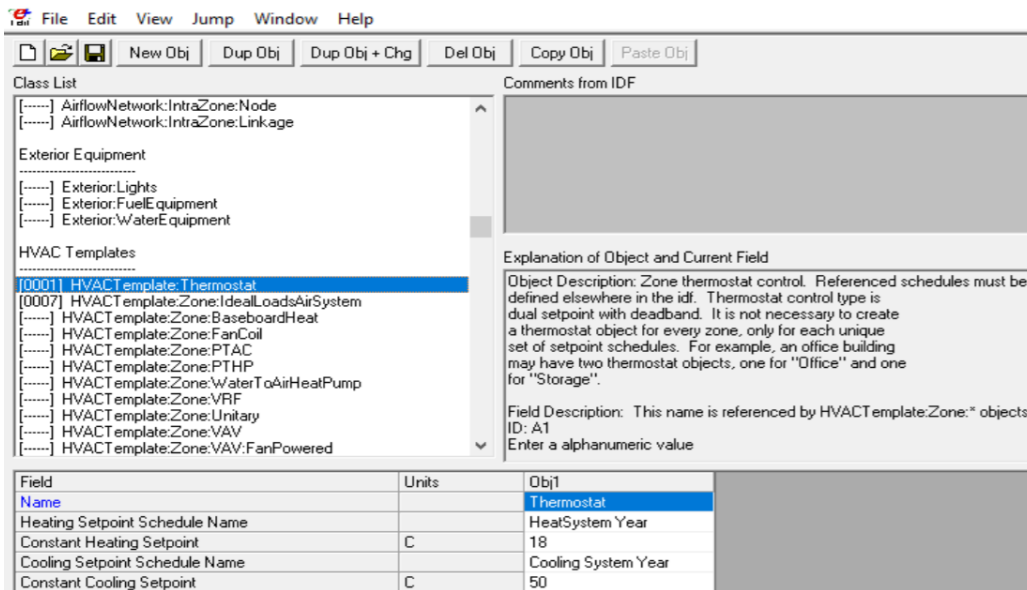 File Edit View Jump Window Help
New Obj Dup Obj Dup Obj + Chg Del Obj Copy Obj Paste Obj
Class List
[------] AirflowNetwork:IntraZone:Node
[------] AirflowNetwork:IntraZone:Linkage
Exterior Equipment
--------------------------
[------] Exterior:Lights
[------] Exterior:FuelEquipment
[------] Exterior:WaterEquipment
HVAC Templates
--------------------------
[0001] HVACTemplate:Thermostat
[0007] HVACTemplate:Zone:IdealLoadsAirSystem
[------] HVACTemplate:Zone:BaseboardHeat
[------] HVACTemplate:Zone:FanCoil
[------] HVACTemplate:Zone:PTAC
[------] HVACTemplate:Zone:PTHP
[------] HVACTemplate:Zone:WaterToAirHeatPump
[------] HVACTemplate:Zone:VRF
[------] HVACTemplate:Zone:Unitary
[------] HVACTemplate:Zone:VAV
[------] HVACTemplate:Zone:VAV:FanPowered
Comments from IDF
Explanation of Object and Current Field
Object Description: Zone thermostat control. Referenced schedules must be
defined elsewhere in the idf. Thermostat control type is
dual setpoint with deadband. It is not necessary to create
a thermostat object for every zone, only for each unique
set of setpoint schedules. For example, an office building
may have two thermostat objects, one for "Office" and one
for "Storage".
Field Description: This name is referenced by HVACTemplate:Zone:* objects
ID: A1
Enter a alphanumeric value
Field Units Obj1
Name Thermostat
Heating Setpoint Schedule Name HeatSystem Year
Constant Heating Setpoint C 18
Cooling Setpoint Schedule Name Cooling System Year
Constant Cooling Setpoint C 50